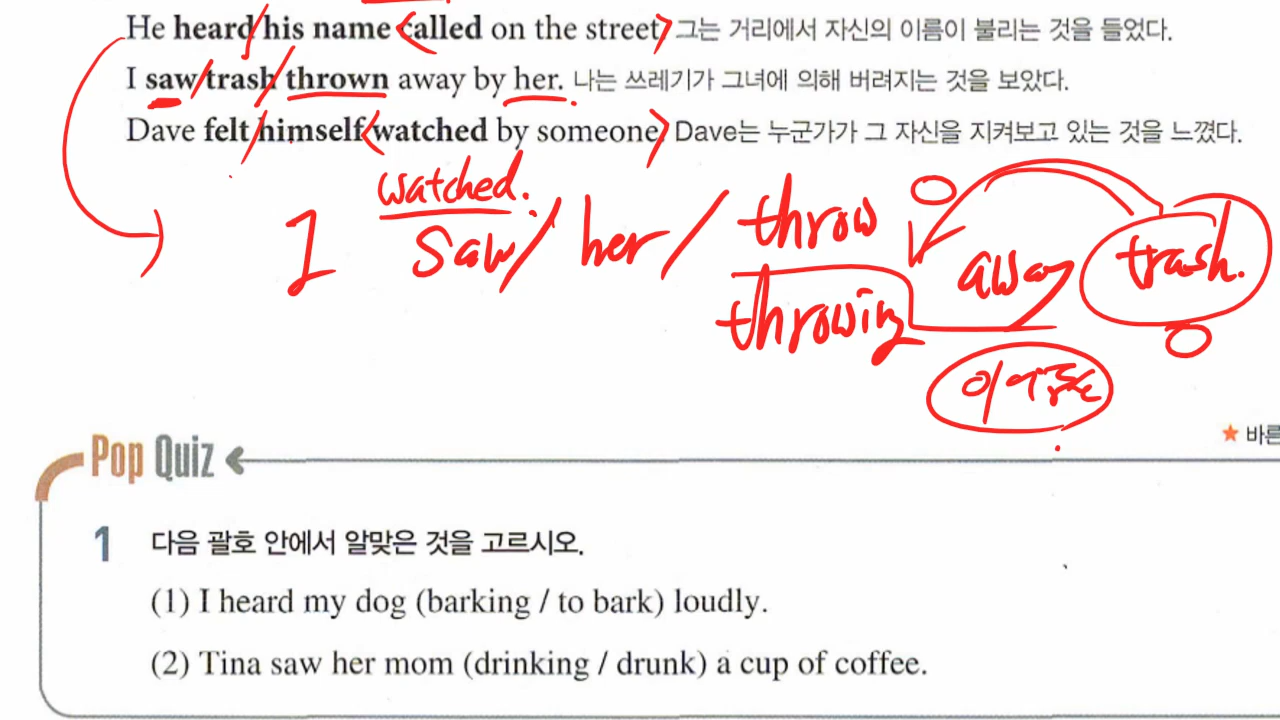 He heard his name called on the street. 그는 거리에서 자신의 이름이 불리는 것을 들었다.
I saw trash thrown away by her. 나는 쓰레기가 그녀에 의해 버려지는 것을 보았다.
Dave felt himself watched by someone. Dave는 누군가가 그 자신을 지켜보고 있는 것을 느꼈다.
watched.
I saw / her / throw away trash.
throwing
Pop Quiz
★ 바른
1 다음 괄호 안에서 알맞은 것을 고르시오.
(1) I heard my dog (barking / to bark) loudly.
(2) Tina saw her mom (drinking / drunk) a cup of coffee.